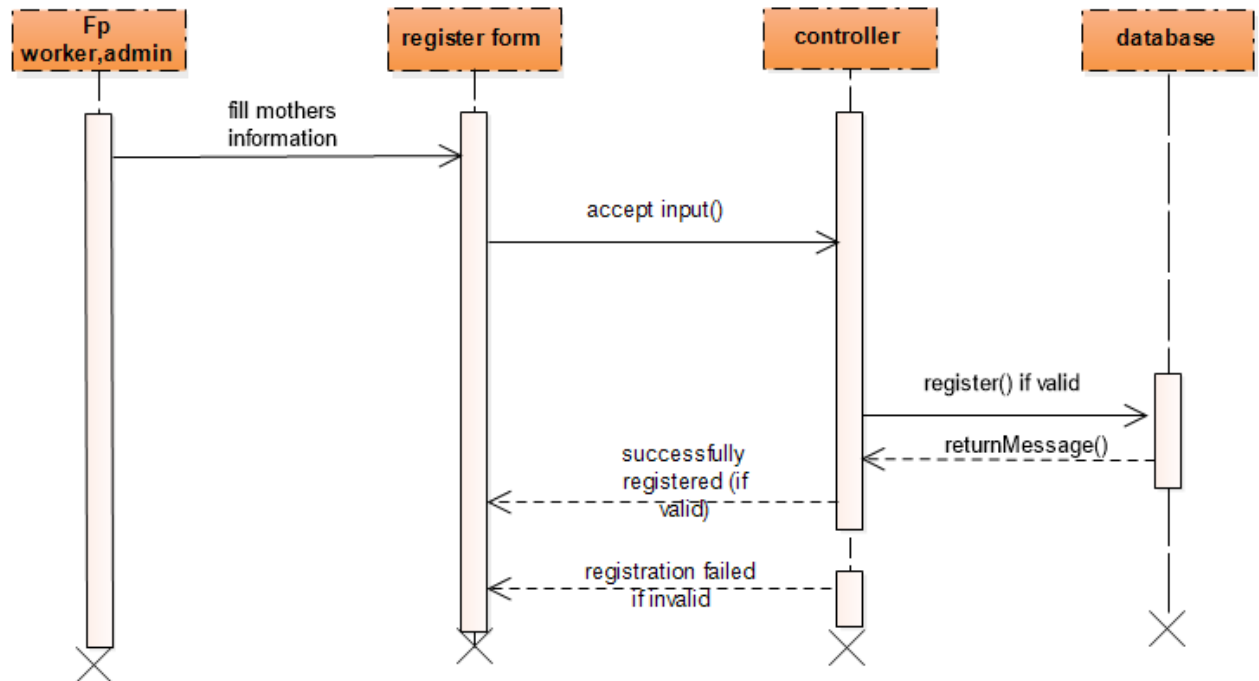 Fp
worker,admin
register form
controller
database
fill mothers
information
accept input()
register() if valid
returnMessage()
successfully
registered (if
valid)
registration failed
if invalid